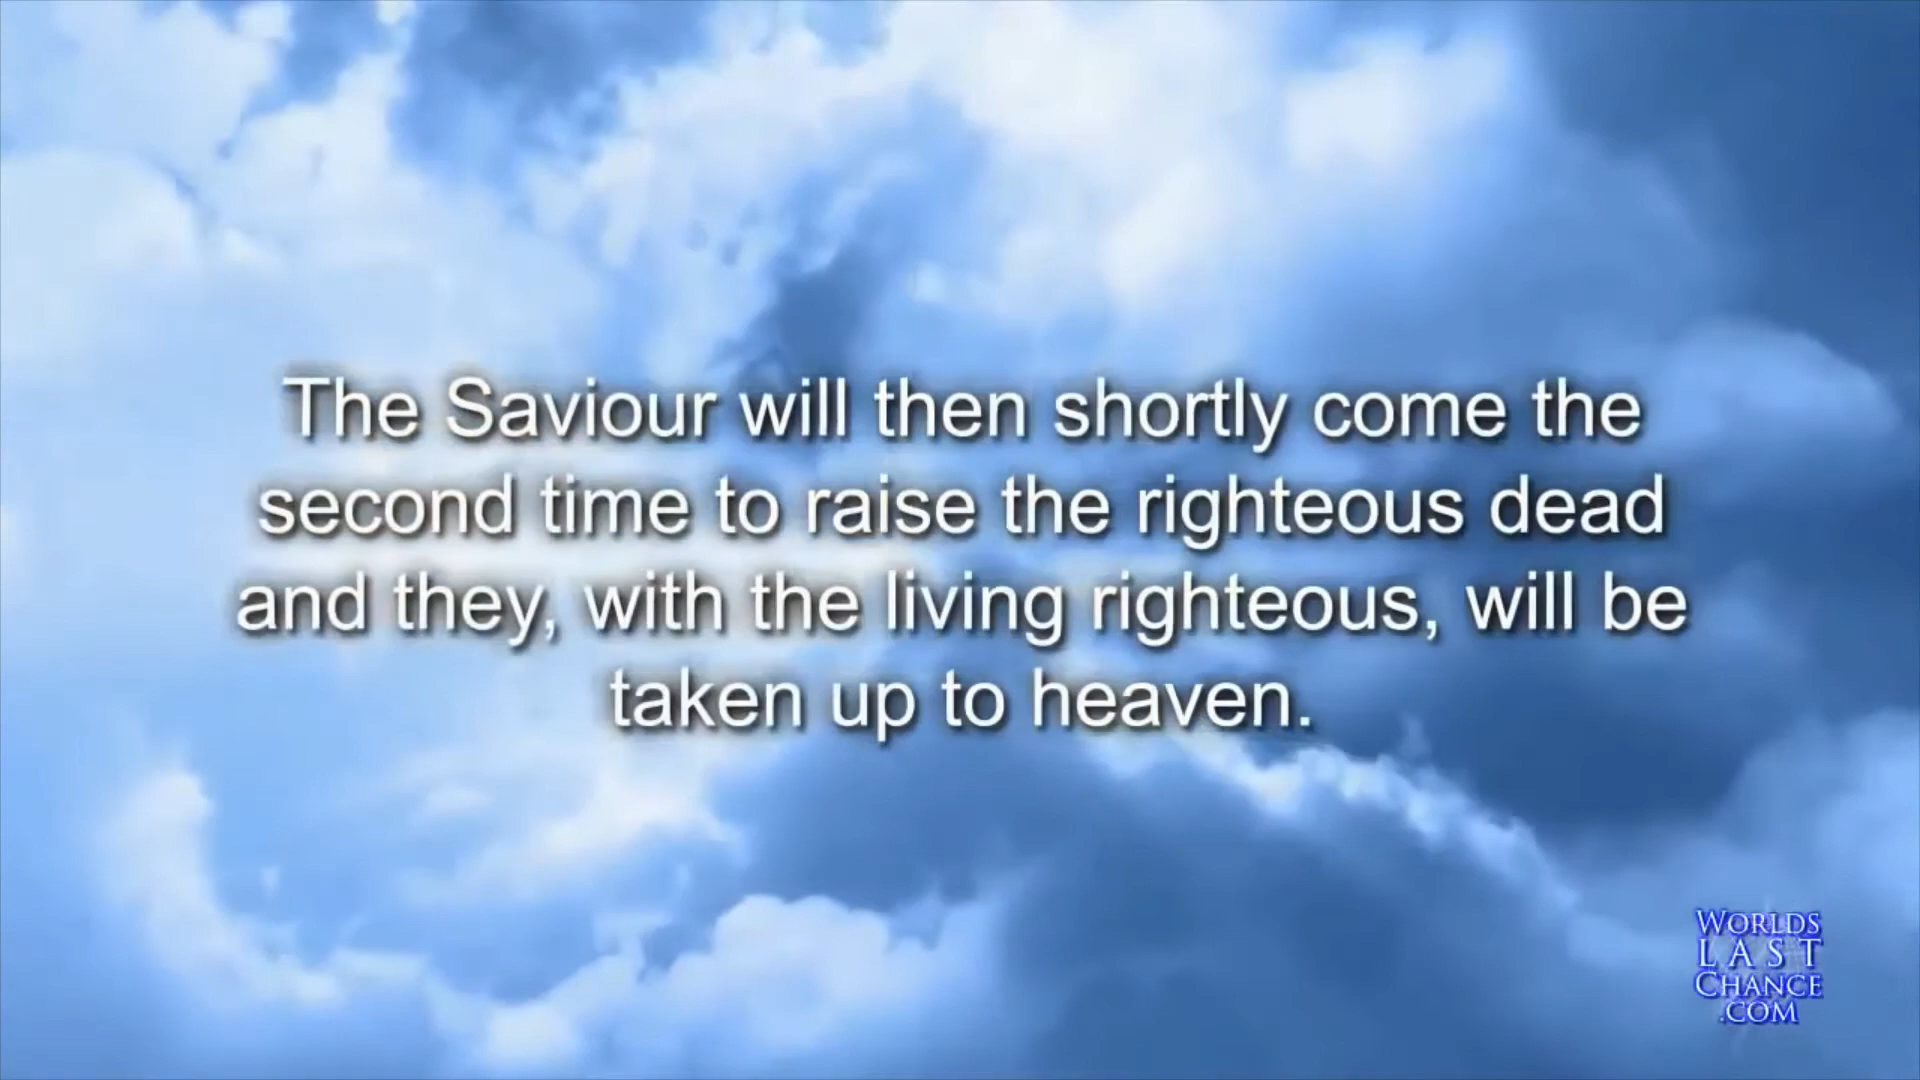 The Saviour will then shortly come the
second time to raise the righteous dead
and they, with the living righteous, will be
taken up to heaven.
WORLDS
LAST
CHANCE
.COM